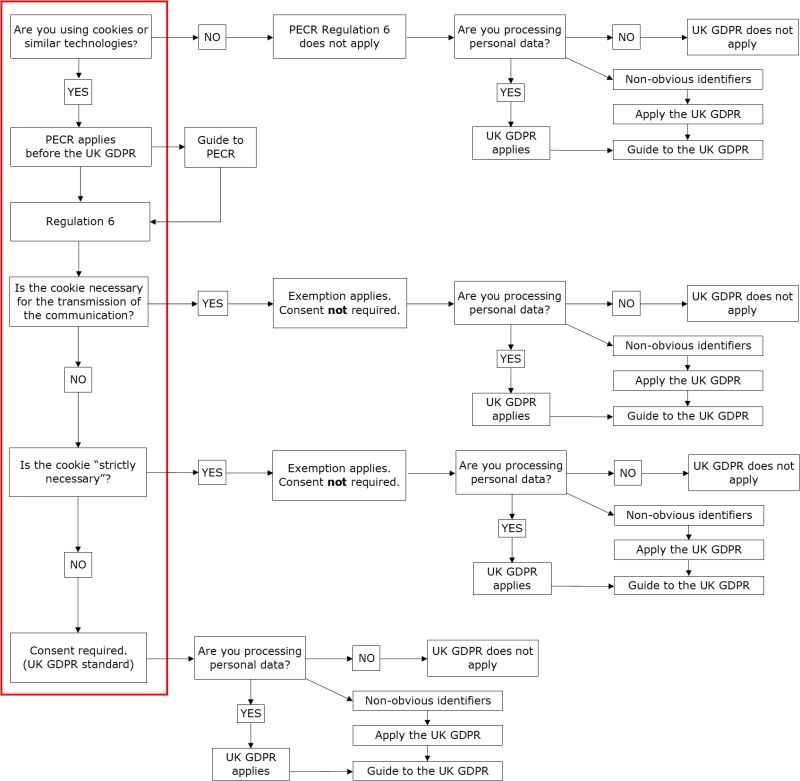 Are you using cookies or
similar technologies?
NO
PECR Regulation 6
does not apply
Are you processing
personal data?
NO
UK GDPR does not
apply
YES
YES
Non-obvious identifiers
Apply the UK GDPR
PECR applies
before the UK GDPR
Guide to
PECR
UK GDPR
applies
Guide to the UK GDPR
Regulation 6
Is the cookie necessary
for the transmission of
the communication?
YES
Exemption applies.
Consent not required.
Are you processing
personal data?
NO
UK GDPR does not
apply
NO
YES
Non-obvious identifiers
Apply the UK GDPR
UK GDPR
applies
Guide to the UK GDPR
Is the cookie “strictly
necessary”?
YES
Exemption applies.
Consent not required.
Are you processing
personal data?
NO
UK GDPR does not
apply
NO
YES
Non-obvious identifiers
Apply the UK GDPR
UK GDPR
applies
Guide to the UK GDPR
Consent required.
(UK GDPR standard)
Are you processing
personal data?
NO
UK GDPR does not
apply
YES
Non-obvious identifiers
Apply the UK GDPR
UK GDPR
applies
Guide to the UK GDPR